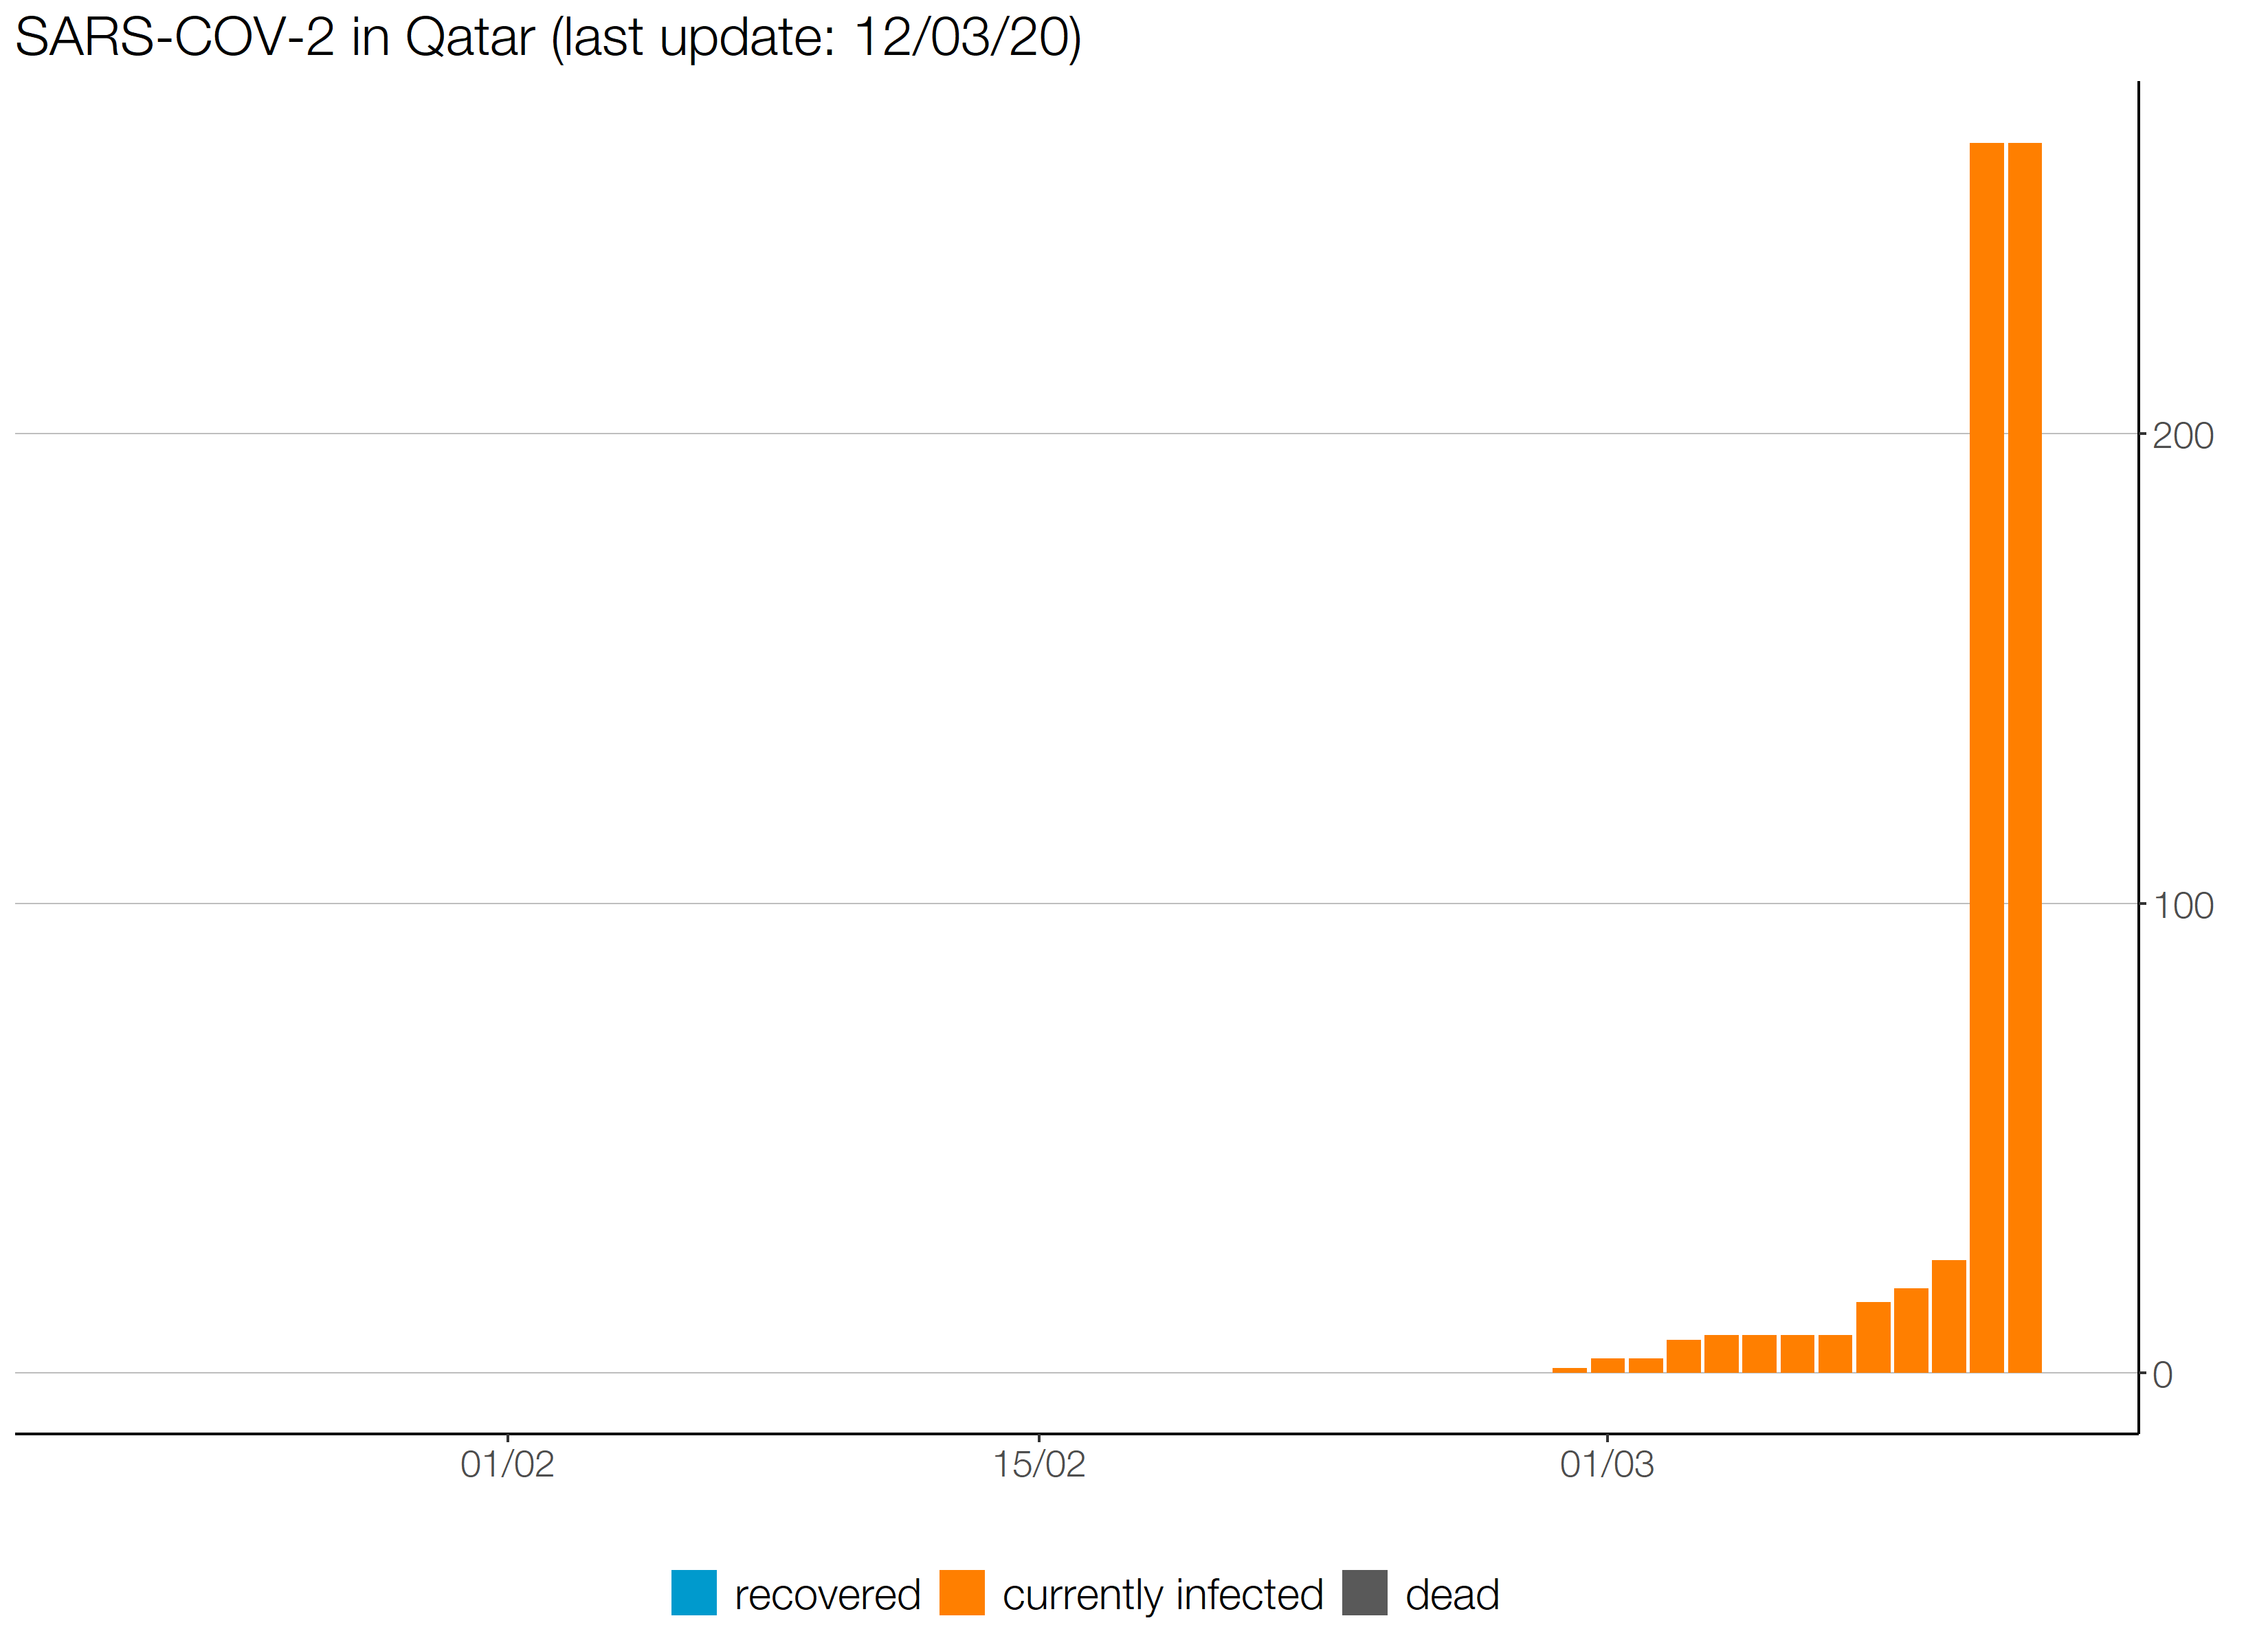 SARS-COV-2 in Qatar (last update: 12/03/20)
200
100
0
01/02 15/02 01/03
recovered currently infected dead